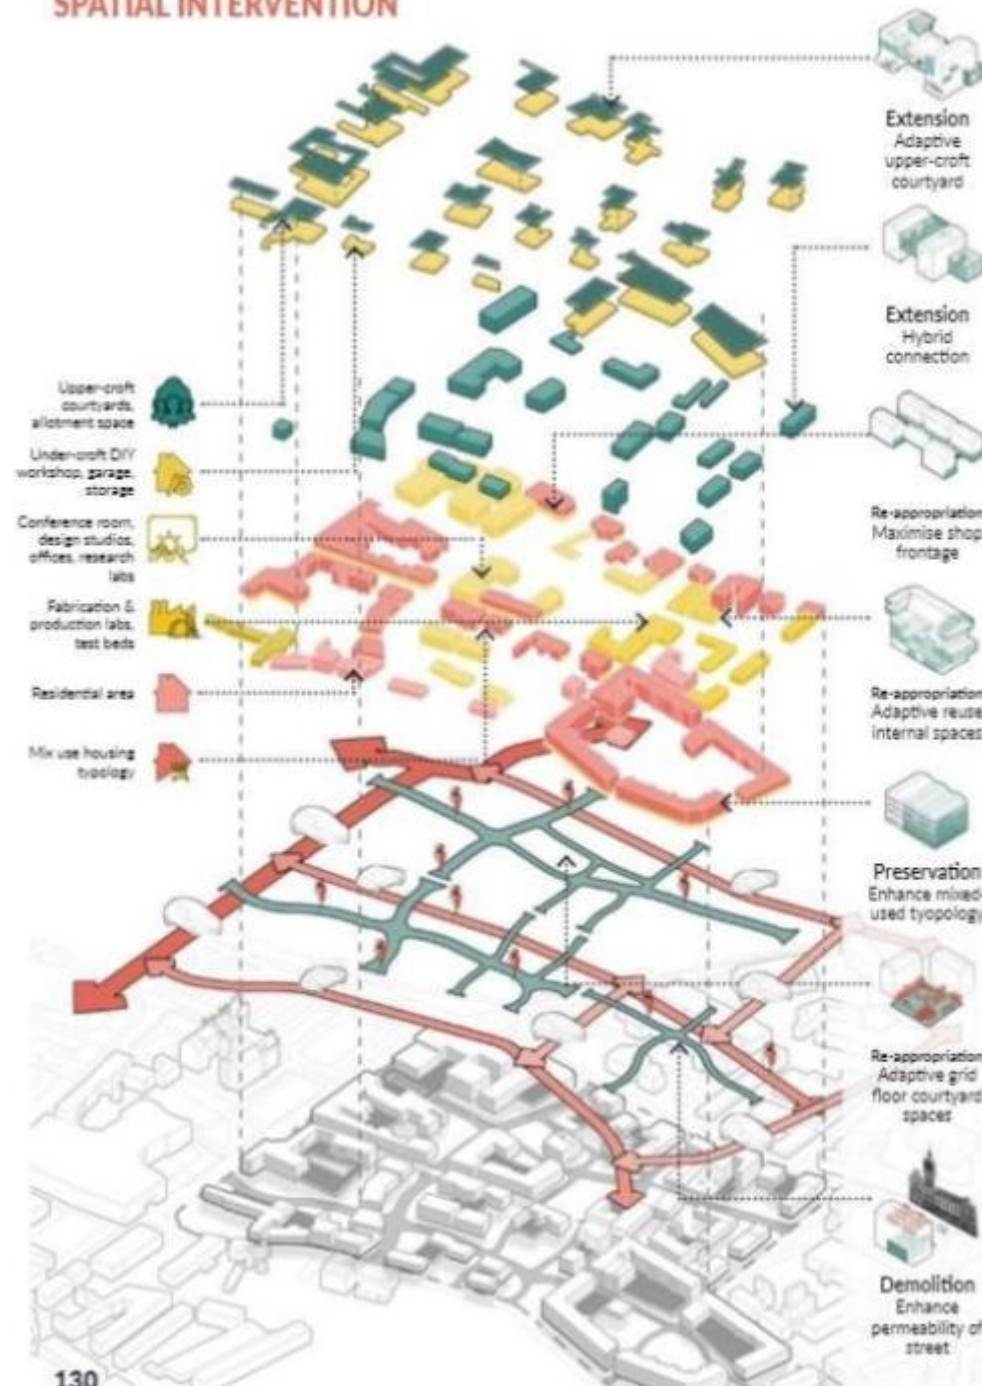 SPATIAL INTERVENTION
Extension
Adaptive
upper-croft
courtyard
Extension
Hybrid
connection
Upper-croft
courtyards,
allotment space
Under-croft DIY
workshop, garage,
storage
Conference room,
design studios,
offices, research
labs
Fabrication &
production labs,
test beds
Residential area
Mix use housing
typology
Re-appropriation
Maximise shop
frontage
Re-appropriation
Adaptive reuse
internal spaces
Preservation
Enhance mixed-
used tyopology
Re-appropriation
Adaptive grid
floor courtyard
spaces
Demolition
Enhance
permeability of
street
130